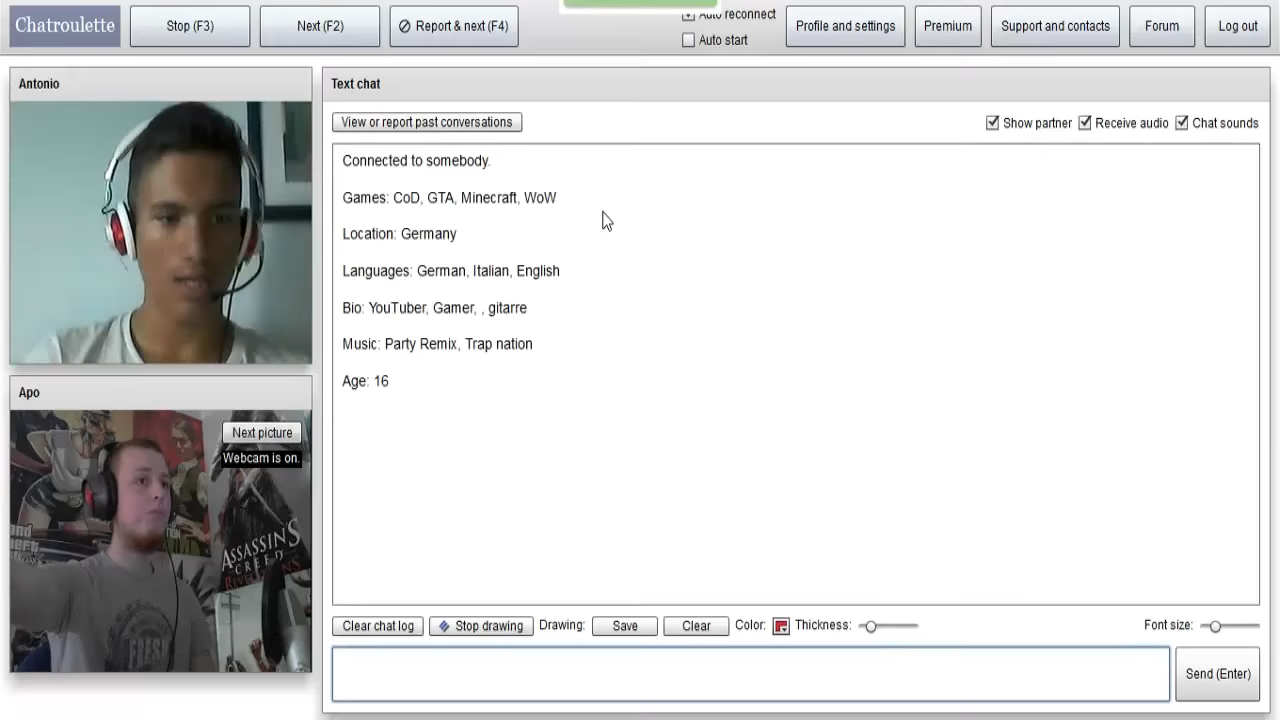 Chatroulette
Stop (F3)
Next (F2)
Report & next (F4)
Auto reconnect
Auto start
Profile and settings
Premium
Support and contacts
Forum
Log out
Antonio
Text chat
View or report past conversations
Show partner
Receive audio
Chat sounds
Connected to somebody.
Games: CoD, GTA, Minecraft, WoW
Location: Germany
Languages: German, Italian, English
Bio: YouTuber, Gamer, , gitarre
Music: Party Remix, Trap nation
Age: 16
Apo
Next picture
Webcam is on.
ASSASSIN'S
CREED
Clear chat log
Stop drawing
Drawing:
Save
Clear
Color:
Thickness:
Font size:
Send (Enter)